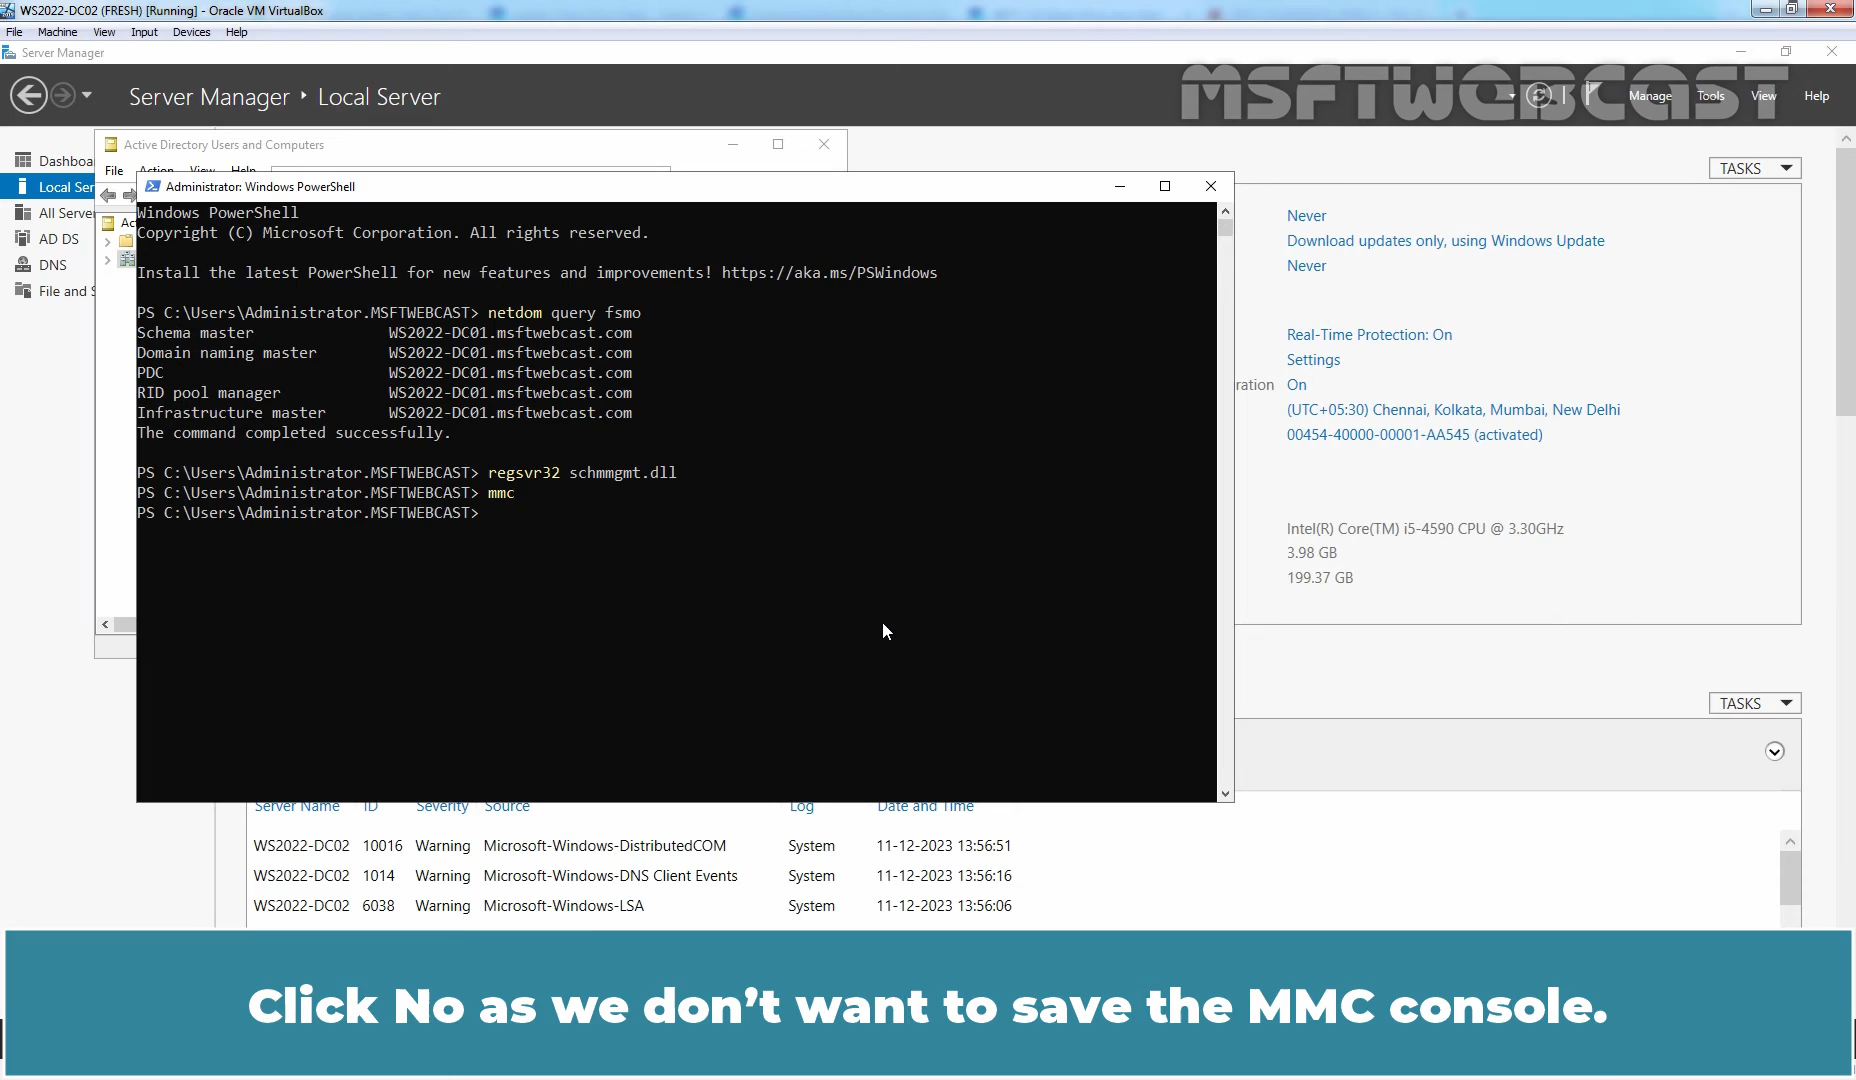 WS2022-DC02 (FRESH) [Running] - Oracle VM VirtualBox
File Machine View Input Devices Help
Server Manager
Server Manager Local Server
MSFTWEBCAST
Manage Tools View Help
Active Directory Users and Computers
File Action View Help
Dashboa
Local Ser
All Server
AD DS
DNS
File and S
Ac
Administrator: Windows PowerShell
Windows PowerShell
Copyright (C) Microsoft Corporation. All rights reserved.
Install the latest PowerShell for new features and improvements! https://aka.ms/PSWindows
PS C:\Users\Administrator.MSFTWEBCAST> netdom query fsmo
Schema master WS2022-DC01.msftwebcast.com
Domain naming master WS2022-DC01.msftwebcast.com
PDC WS2022-DC01.msftwebcast.com
RID pool manager WS2022-DC01.msftwebcast.com
Infrastructure master WS2022-DC01.msftwebcast.com
The command completed successfully.
PS C:\Users\Administrator.MSFTWEBCAST> regsvr32 schmmgmt.dll
PS C:\Users\Administrator.MSFTWEBCAST> mmc
PS C:\Users\Administrator.MSFTWEBCAST>
TASKS
Never
Download updates only, using Windows Update
Never
Real-Time Protection: On
Settings
ration On
(UTC+05:30) Chennai, Kolkata, Mumbai, New Delhi
00454-40000-00001-AA545 (activated)
Intel(R) Core(TM) i5-4590 CPU @ 3.30GHz
3.98 GB
199.37 GB
TASKS
Server Name ID Severity Source Log Date and Time
WS2022-DC02 10016 Warning Microsoft-Windows-DistributedCOM System 11-12-2023 13:56:51
WS2022-DC02 1014 Warning Microsoft-Windows-DNS Client Events System 11-12-2023 13:56:16
WS2022-DC02 6038 Warning Microsoft-Windows-LSA System 11-12-2023 13:56:06
Click No as we don’t want to save the MMC console.